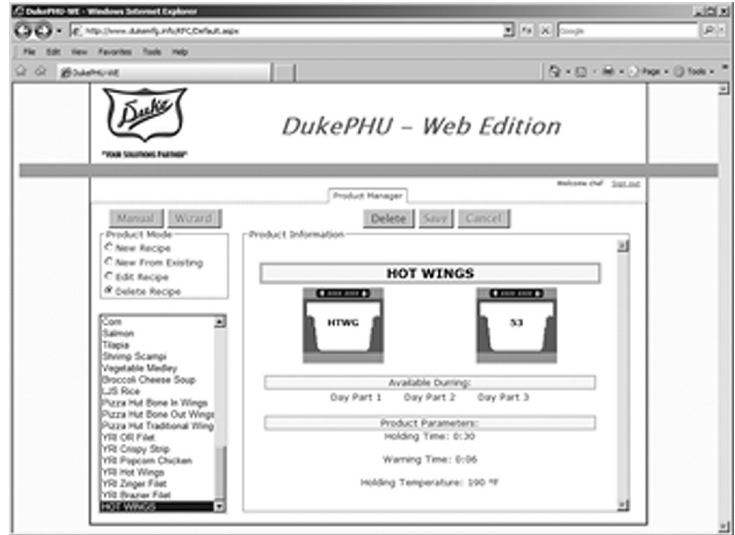 DukePHU-WE - Windows Internet Explorer
http://www.dukemfg.info/RFC/Default.aspx
Google
File Edit View Favorites Tools Help
DukePHU-WE
Page Tools
Duke
"YOUR SOLUTIONS PARTNER"
DukePHU – Web Edition
Welcome chef Sign out
Product Manager
Manual Wizard Delete Save Cancel
Product Mode
New Recipe
New From Existing
Edit Recipe
Delete Recipe
Corn
Salmon
Tilapia
Shrimp Scampi
Vegetable Medley
Broccoli Cheese Soup
LJS Rice
Pizza Hut Bone In Wings
Pizza Hut Bone Out Wings
Pizza Hut Traditional Wing
YRI OR Filet
YRI Crispy Strip
YRI Popcorn Chicken
YRI Hot Wings
YRI Zinger Filet
YRI Brazier Filet
HOT WINGS
Product Information
HOT WINGS
HTWG 53
Available Durring:
Day Part 1 Day Part 2 Day Part 3
Product Parameters:
Holding Time: 0:30
Warning Time: 0:06
Holding Temperature: 190 ºF